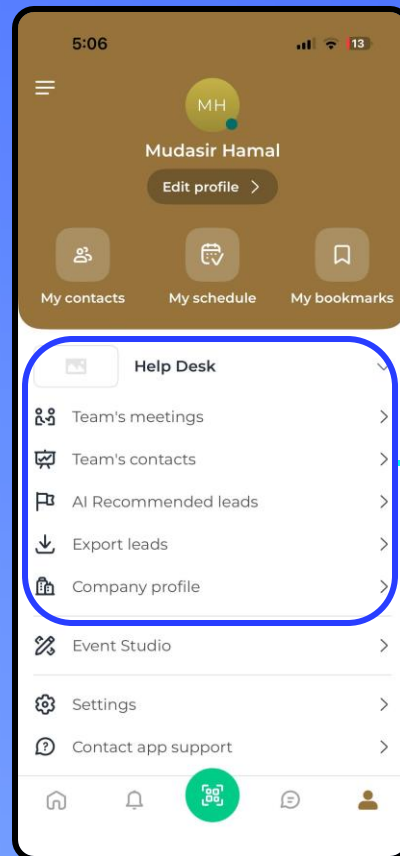 5:06
13
MH
Mudasir Hamal
Edit profile
My contacts My schedule My bookmarks
Help Desk
Team's meetings
Team's contacts
AI Recommended leads
Export leads
Company profile
Event Studio
Settings
Contact app support